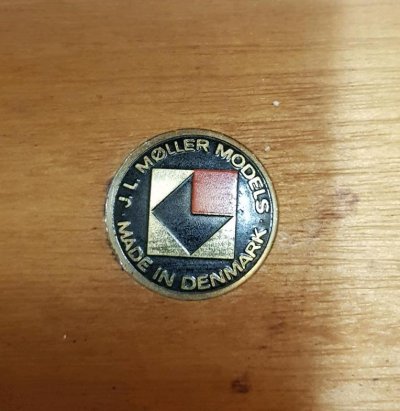 J. L. MØLLER MODELS
MADE IN DENMARK